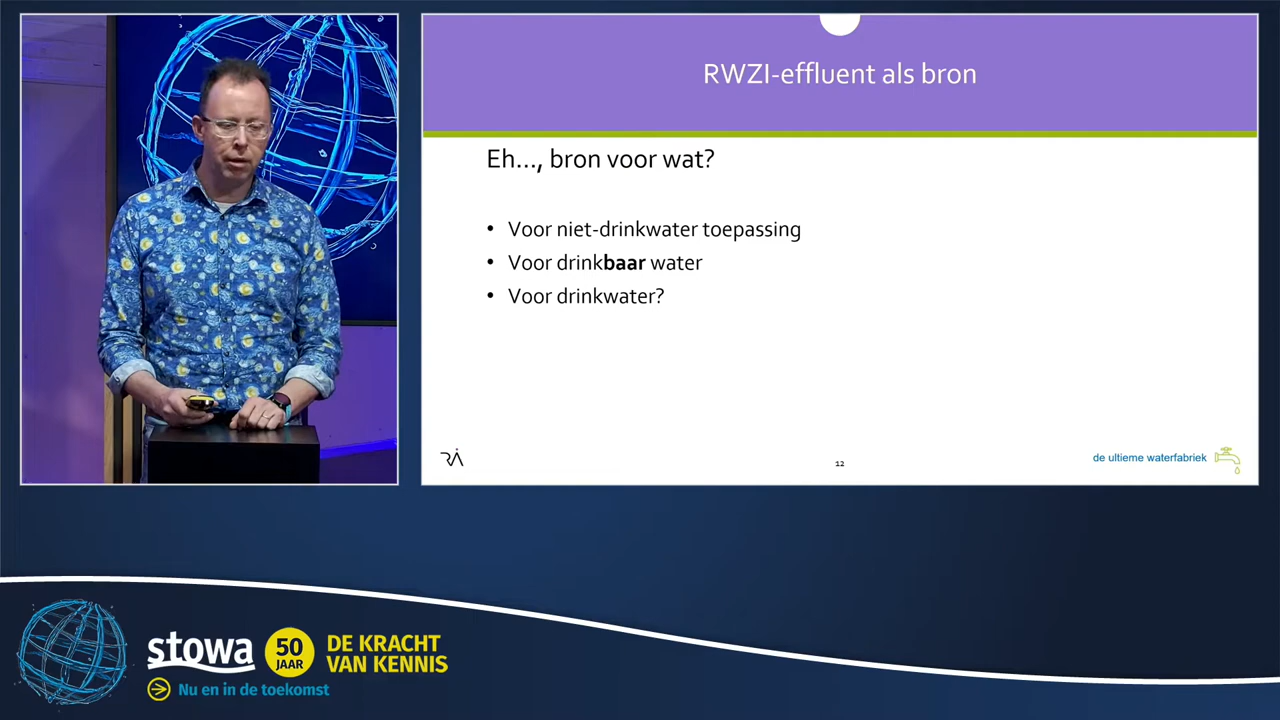 RWZI-effluent als bron
Eh..., bron voor wat?
• Voor niet-drinkwater toepassing
• Voor drinkbaar water
• Voor drinkwater?
12
de ultieme waterfabriek
stowa
50
JAAR
DE KRACHT
VAN KENNIS
Nu en in de toekomst